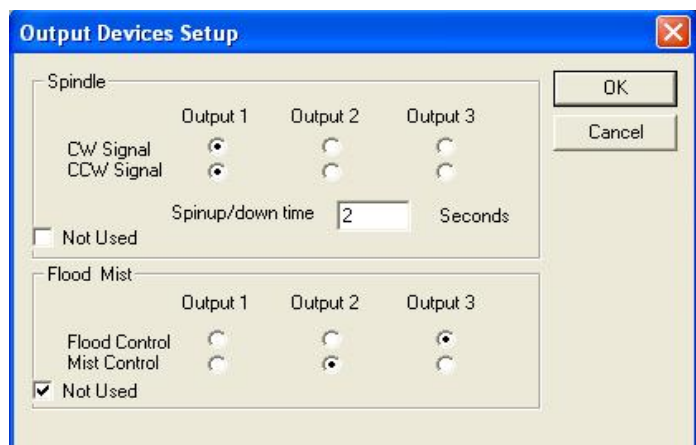 Output Devices Setup
Spindle
OK
Output 1 Output 2 Output 3
Cancel
CW Signal
CCW Signal
Spinup/down time 2 Seconds
Not Used
Flood Mist
Output 1 Output 2 Output 3
Flood Control
Mist Control
Not Used